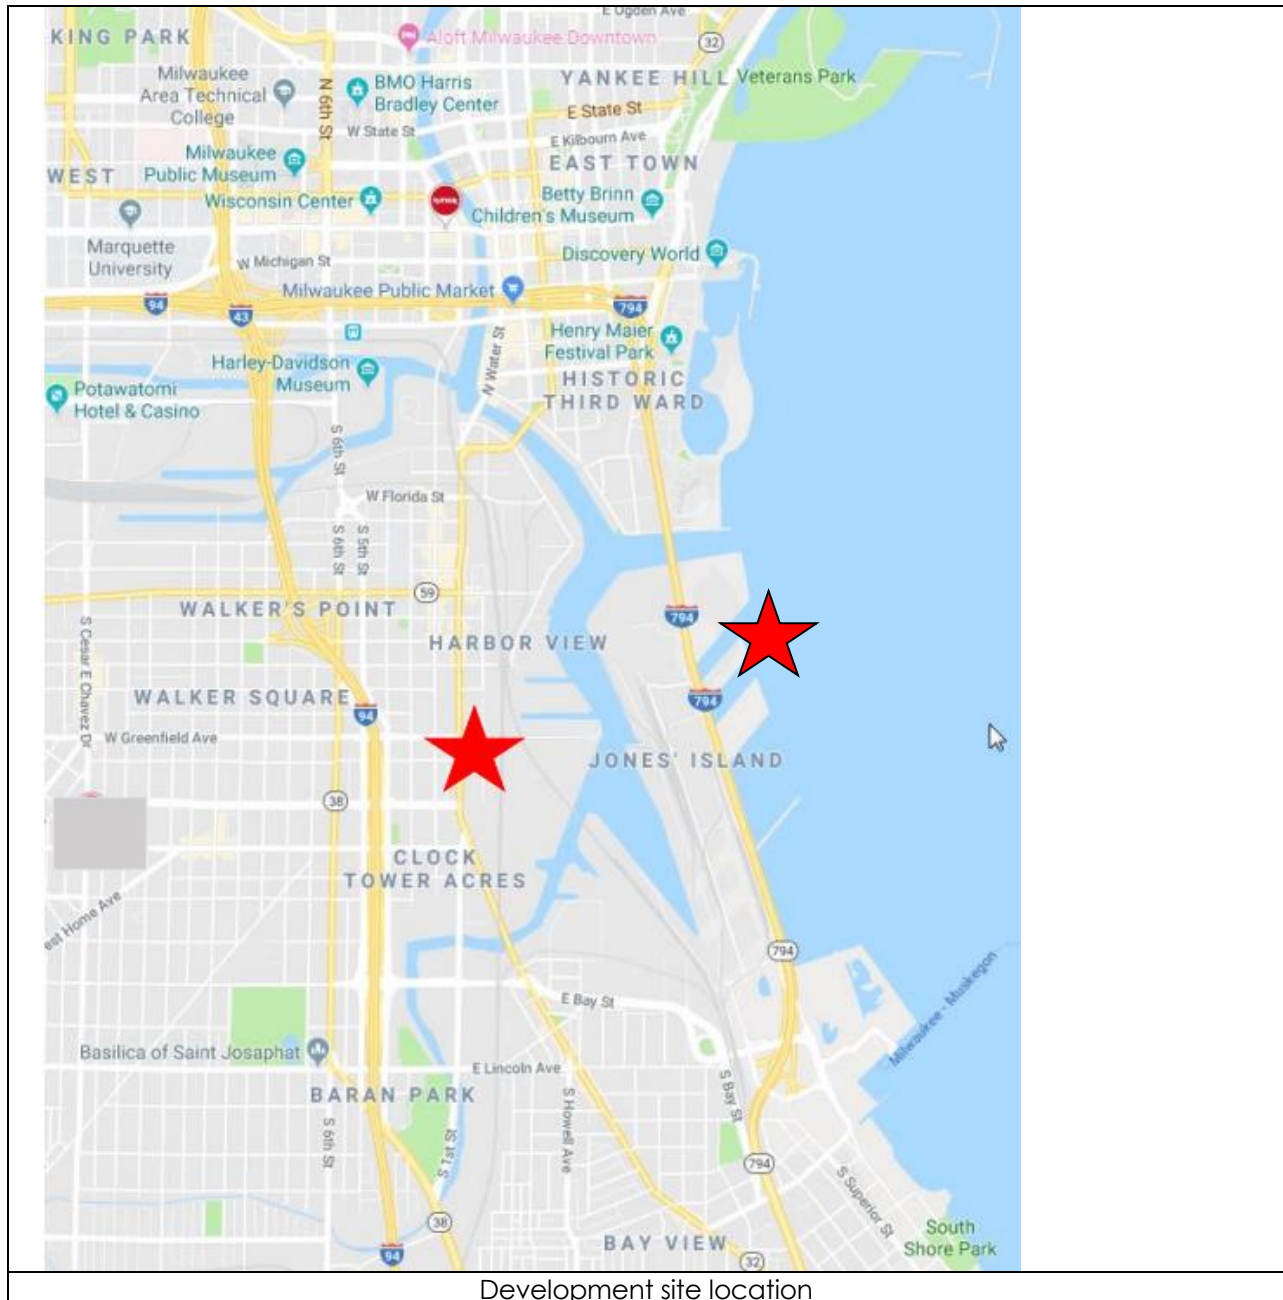 E Ogden Ave
KING PARK
Aloft Milwaukee Downtown
32
Milwaukee
Area Technical
College
N 6th St
BMO Harris
Bradley Center
YANKEE HILL
Veterans Park
E State St
W State St
E Kilbourn Ave
EAST TOWN
Milwaukee
Public Museum
WEST
Wisconsin Center
Betty Brinn
Children's Museum
Marquette
University
W Michigan St
Discovery World
94
43
Milwaukee Public Market
794
N Water St
Henry Maier
Festival Park
Harley-Davidson
Museum
HISTORIC
THIRD WARD
Potawatomi
Hotel & Casino
S 6th St
W Florida St
S 6th St
S 5th St
59
WALKER'S POINT
794
S Cesar E Chavez Dr
HARBOR VIEW
WALKER SQUARE
94
794
W Greenfield Ave
JONES' ISLAND
38
CLOCK
TOWER ACRES
est Home Ave
794
E Bay St
Milwaukee - Muskegon
Basilica of Saint Josaphat
E Lincoln Ave
BARAN PARK
S Howell Ave
S Bay St
S 6th St
S 1st St
794
S Superior St
38
94
BAY VIEW
32
South
Shore Park
Development site location